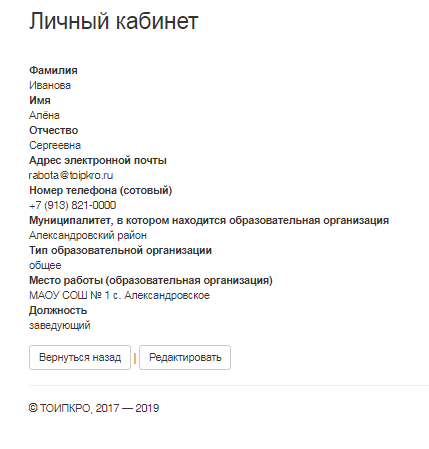 Личный кабинет
Фамилия
Иванова
Имя
Алёна
Отчество
Сергеевна
Адрес электронной почты
rabota@toipkro.ru
Номер телефона (сотовый)
+7 (913) 821-0000
Муниципалитет, в котором находится образовательная организация
Александровский район
Тип образовательной организации
общее
Место работы (образовательная организация)
МАОУ СОШ № 1 с. Александровское
Должность
заведующий
Вернуться назад | Редактировать
© ТОИПКРО, 2017 — 2019